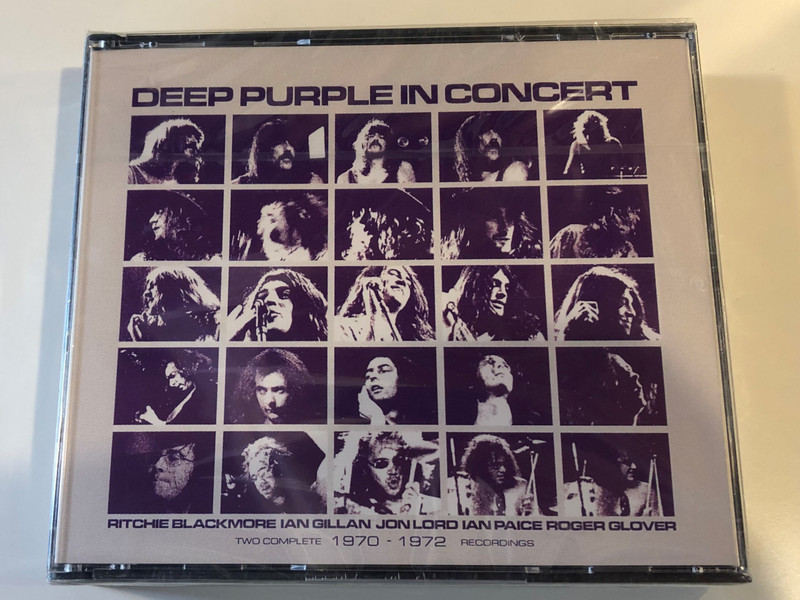 DEEP PURPLE IN CONCERT
RITCHIE BLACKMORE IAN GILLAN JON LORD IAN PAICE ROGER GLOVER
TWO COMPLETE 1970 - 1972 RECORDINGS